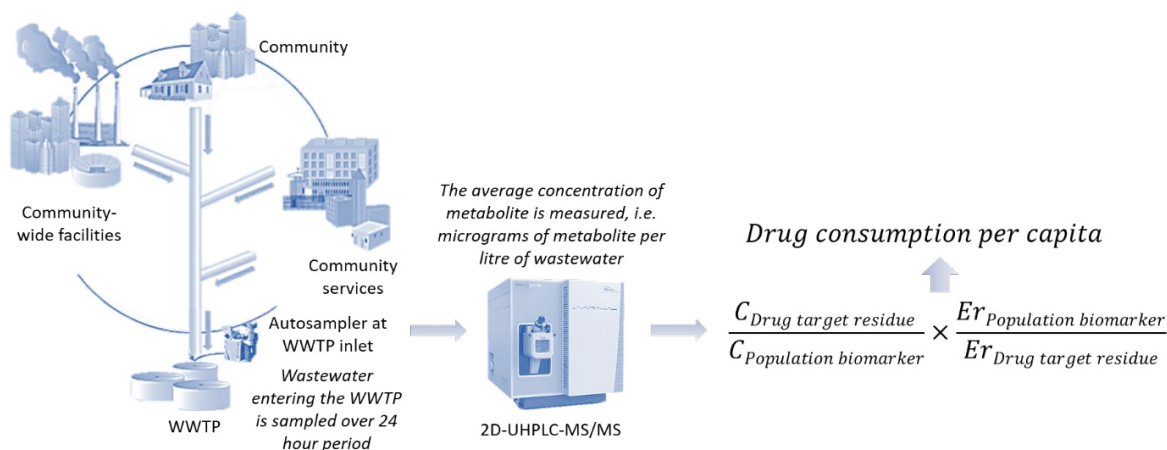 Community
Community-
wide facilities
Community
services
Autosampler at
WWTP inlet
Wastewater
entering the WWTP
is sampled over 24
hour period
WWTP
The average concentration of
metabolite is measured, i.e.
micrograms of metabolite per
litre of wastewater
2D-UHPLC-MS/MS
Drug consumption per capita
C_Drug target residue / C_Population biomarker × Er_Population biomarker / Er_Drug target residue